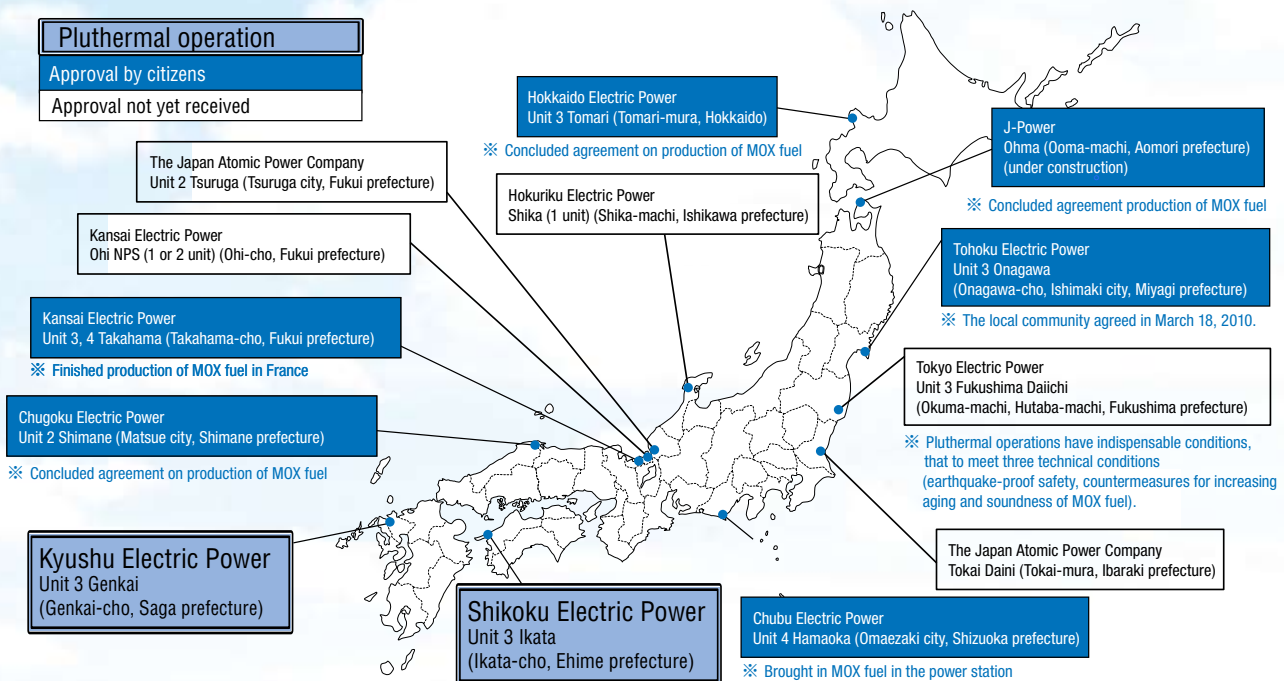 Pluthermal operation
Approval by citizens
Approval not yet received
Hokkaido Electric Power
Unit 3 Tomari (Tomari-mura, Hokkaido)
※ Concluded agreement on production of MOX fuel
J-Power
Ohma (Ooma-machi, Aomori prefecture)
(under construction)
※ Concluded agreement production of MOX fuel
The Japan Atomic Power Company
Unit 2 Tsuruga (Tsuruga city, Fukui prefecture)
Hokuriku Electric Power
Shika (1 unit) (Shika-machi, Ishikawa prefecture)
Kansai Electric Power
Ohi NPS (1 or 2 unit) (Ohi-cho, Fukui prefecture)
Tohoku Electric Power
Unit 3 Onagawa
(Onagawa-cho, Ishimaki city, Miyagi prefecture)
※ The local community agreed in March 18, 2010.
Kansai Electric Power
Unit 3, 4 Takahama (Takahama-cho, Fukui prefecture)
※ Finished production of MOX fuel in France
Tokyo Electric Power
Unit 3 Fukushima Daiichi
(Okuma-machi, Hutaba-machi, Fukushima prefecture)
※ Pluthermal operations have indispensable conditions,
that to meet three technical conditions
(earthquake-proof safety, countermeasures for increasing
aging and soundness of MOX fuel).
Chugoku Electric Power
Unit 2 Shimane (Matsue city, Shimane prefecture)
※ Concluded agreement on production of MOX fuel
The Japan Atomic Power Company
Tokai Daini (Tokai-mura, Ibaraki prefecture)
Kyushu Electric Power
Unit 3 Genkai
(Genkai-cho, Saga prefecture)
Shikoku Electric Power
Unit 3 Ikata
(Ikata-cho, Ehime prefecture)
Chubu Electric Power
Unit 4 Hamaoka (Omaezaki city, Shizuoka prefecture)
※ Brought in MOX fuel in the power station